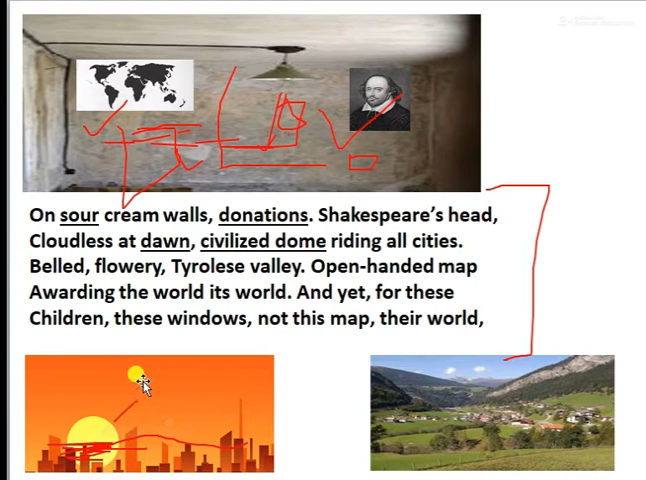 On sour cream walls, donations. Shakespeare's head,
Cloudless at dawn, civilized dome riding all cities.
Belled, flowery, Tyrolese valley. Open-handed map
Awarding the world its world. And yet, for these
Children, these windows, not this map, their world,